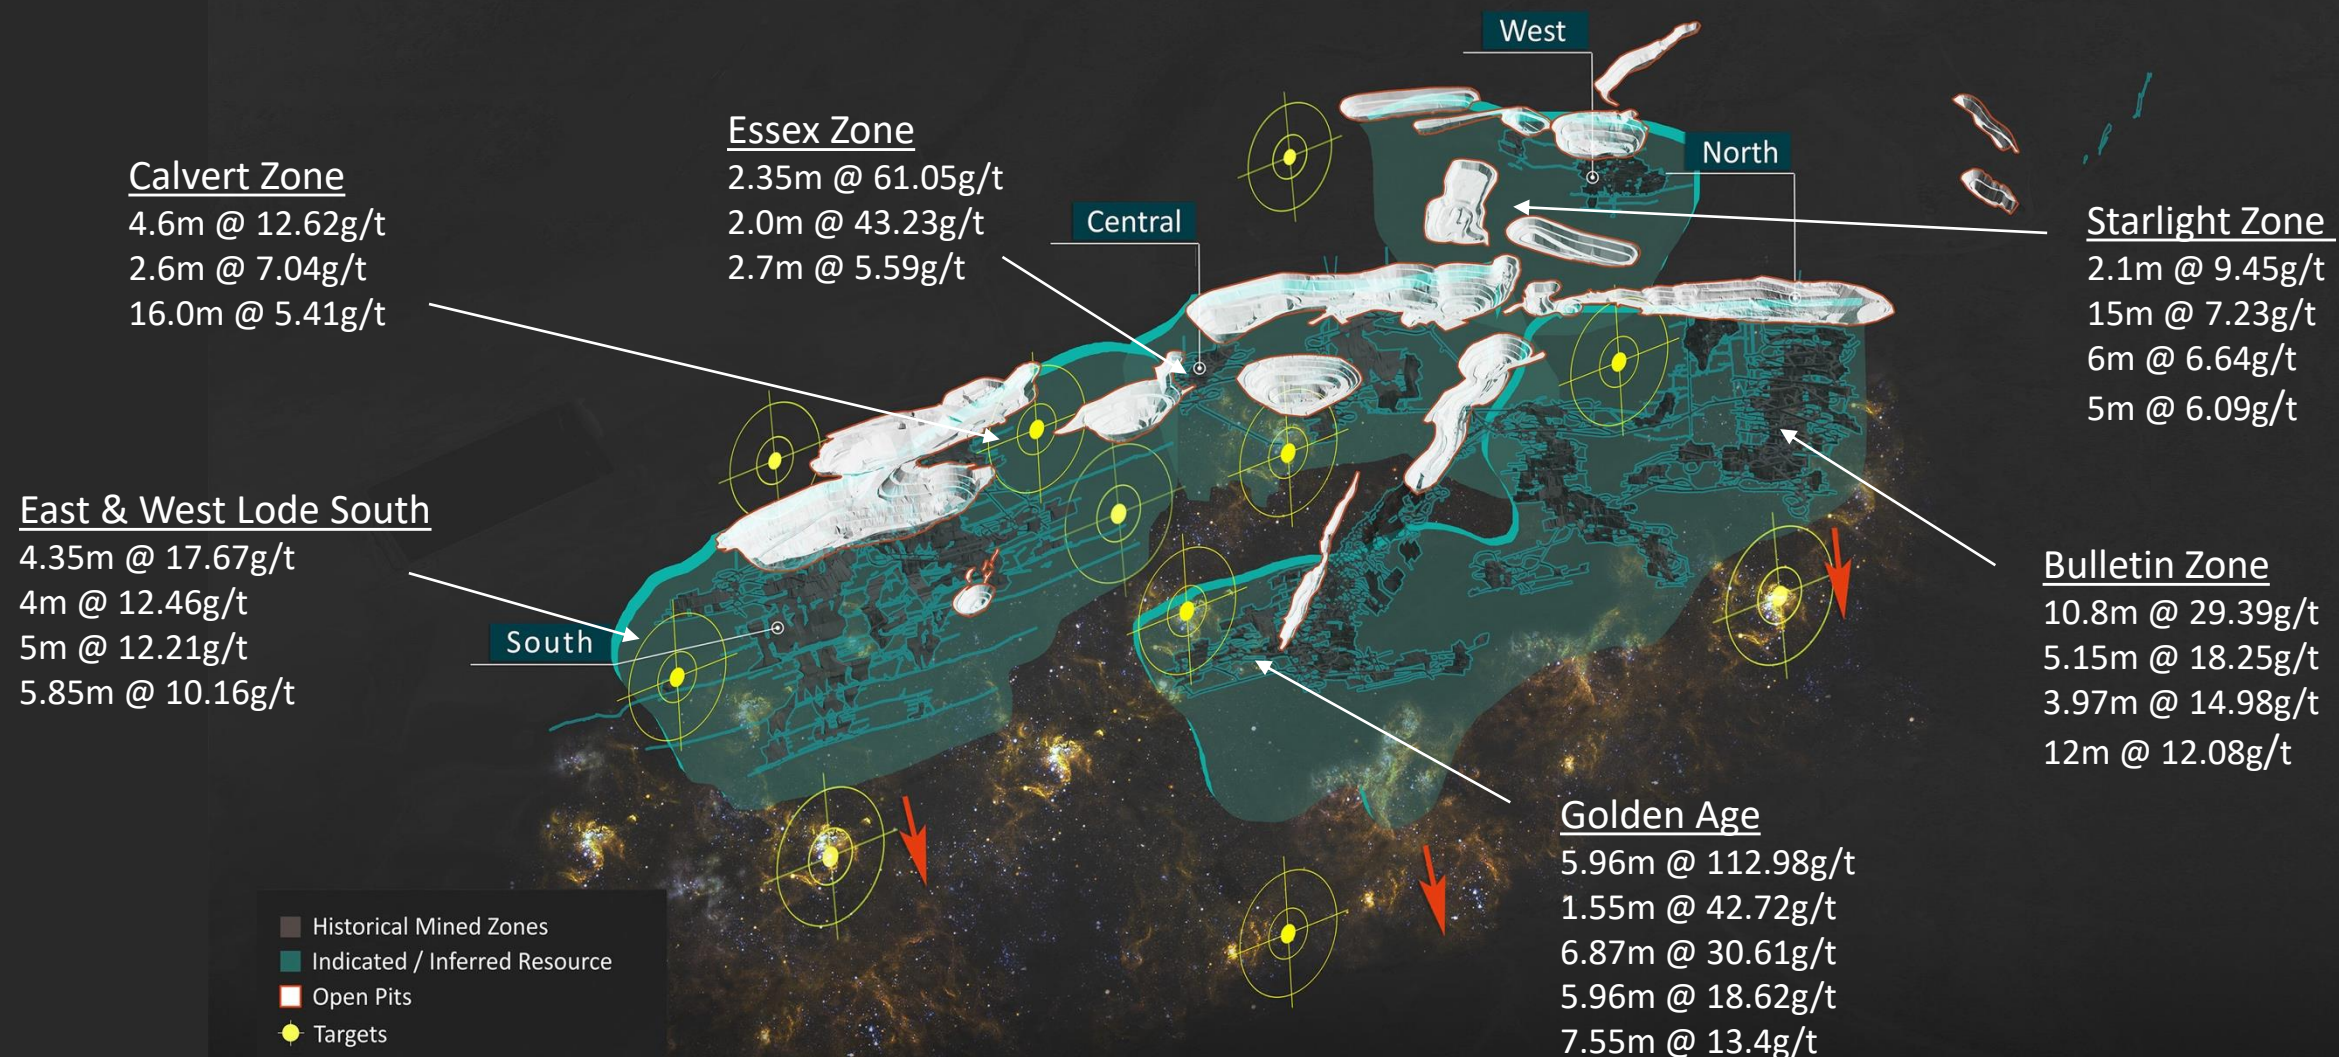 West
North
Central
South
Calvert Zone
4.6m @ 12.62g/t
2.6m @ 7.04g/t
16.0m @ 5.41g/t
Essex Zone
2.35m @ 61.05g/t
2.0m @ 43.23g/t
2.7m @ 5.59g/t
Starlight Zone
2.1m @ 9.45g/t
15m @ 7.23g/t
6m @ 6.64g/t
5m @ 6.09g/t
East & West Lode South
4.35m @ 17.67g/t
4m @ 12.46g/t
5m @ 12.21g/t
5.85m @ 10.16g/t
Bulletin Zone
10.8m @ 29.39g/t
5.15m @ 18.25g/t
3.97m @ 14.98g/t
12m @ 12.08g/t
Golden Age
5.96m @ 112.98g/t
1.55m @ 42.72g/t
6.87m @ 30.61g/t
5.96m @ 18.62g/t
7.55m @ 13.4g/t
Historical Mined Zones
Indicated / Inferred Resource
Open Pits
Targets